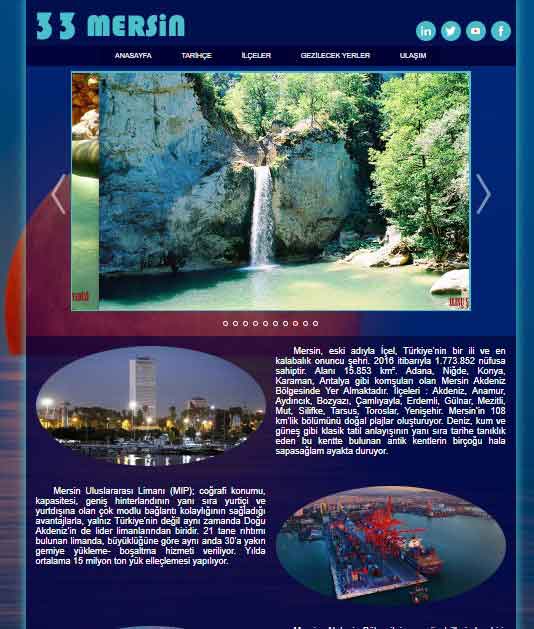 33 MERSİN
ANASAYFA TARİHÇE İLÇELER GEZİLECEK YERLER ULAŞIM
Mersin, eski adıyla İçel, Türkiye'nin bir ili ve en
kalabalık onuncu şehri. 2016 itibarıyla 1.773.852 nüfusa
sahiptir. Alanı 15.853 km². Adana, Niğde, Konya,
Karaman, Antalya gibi komşuları olan Mersin Akdeniz
Bölgesinde Yer Almaktadır. İlçeleri : Akdeniz, Anamur,
Aydıncık, Bozyazı, Çamlıyayla, Erdemli, Gülnar, Mezitli,
Mut, Silifke, Tarsus, Toroslar, Yenişehir. Mersin'in 108
km'lik bölümünü doğal plajlar oluşturuyor. Deniz, kum ve
güneş gibi klasik tatil anlayışının yanı sıra tarihe tanıklık
eden bu kentte bulunan antik kentlerin birçoğu hala
sapasağlam ayakta duruyor.
Mersin Uluslararası Limanı (MIP); coğrafi konumu,
kapasitesi, geniş hinterlandının yanı sıra yurtiçi ve
yurtdışına olan çok modlu bağlantı kolaylığının sağladığı
avantajlarla, yalnız Türkiye'nin değil aynı zamanda Doğu
Akdeniz'in de lider limanlarından biridir. 21 tane rıhtımı
bulunan limanda, büyüklüğüne göre aynı anda 30'a yakın
gemiye yükleme- boşaltma hizmeti veriliyor. Yılda
ortalama 15 milyon ton yük elleçlemesi yapılıyor.